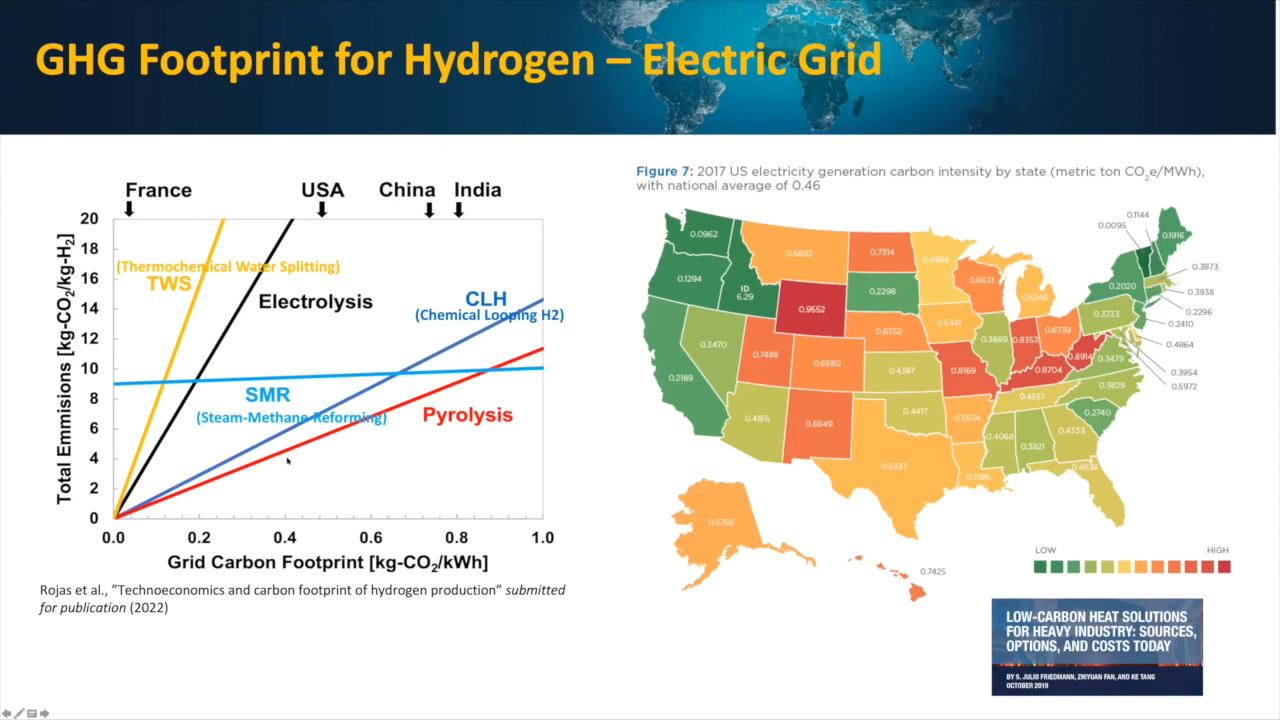 GHG Footprint for Hydrogen – Electric Grid
France
USA
China
India
20
18
16
14
12
10
8
6
4
2
0
Total Emmisions [kg-CO₂/kg-H₂]
(Thermochemical Water Splitting)
TWS
Electrolysis
CLH
(Chemical Looping H2)
SMR
(Steam-Methane Reforming)
Pyrolysis
0.0 0.2 0.4 0.6 0.8 1.0
Grid Carbon Footprint [kg-CO₂/kWh]
Rojas et al., ”Technoeconomics and carbon footprint of hydrogen production” submitted
for publication (2022)
Figure 7: 2017 US electricity generation carbon intensity by state (metric ton CO₂e/MWh),
with national average of 0.46
0.0962
0.1294
ID
6.29
0.5692
0.7314
0.4868
0.6631
0.5246
0.0095
0.1144
0.1916
0.3873
0.3938
0.2296
0.2410
0.4864
0.3954
0.5972
0.2020
0.3733
0.2298
0.9552
0.6352
0.5341
0.3869
0.8353
0.6739
0.8914
0.3479
0.3470
0.7488
0.6680
0.4397
0.8169
0.8704
0.3829
0.2189
0.4165
0.6949
0.4417
0.5534
0.4551
0.2740
0.4068
0.3821
0.4333
0.5337
0.5185
0.4536
0.5756
0.7425
LOW
HIGH
LOW-CARBON HEAT SOLUTIONS
FOR HEAVY INDUSTRY: SOURCES,
OPTIONS, AND COSTS TODAY
BY S. JULIO FRIEDMANN, ZHIYUAN FAN, AND KE TANG
OCTOBER 2019